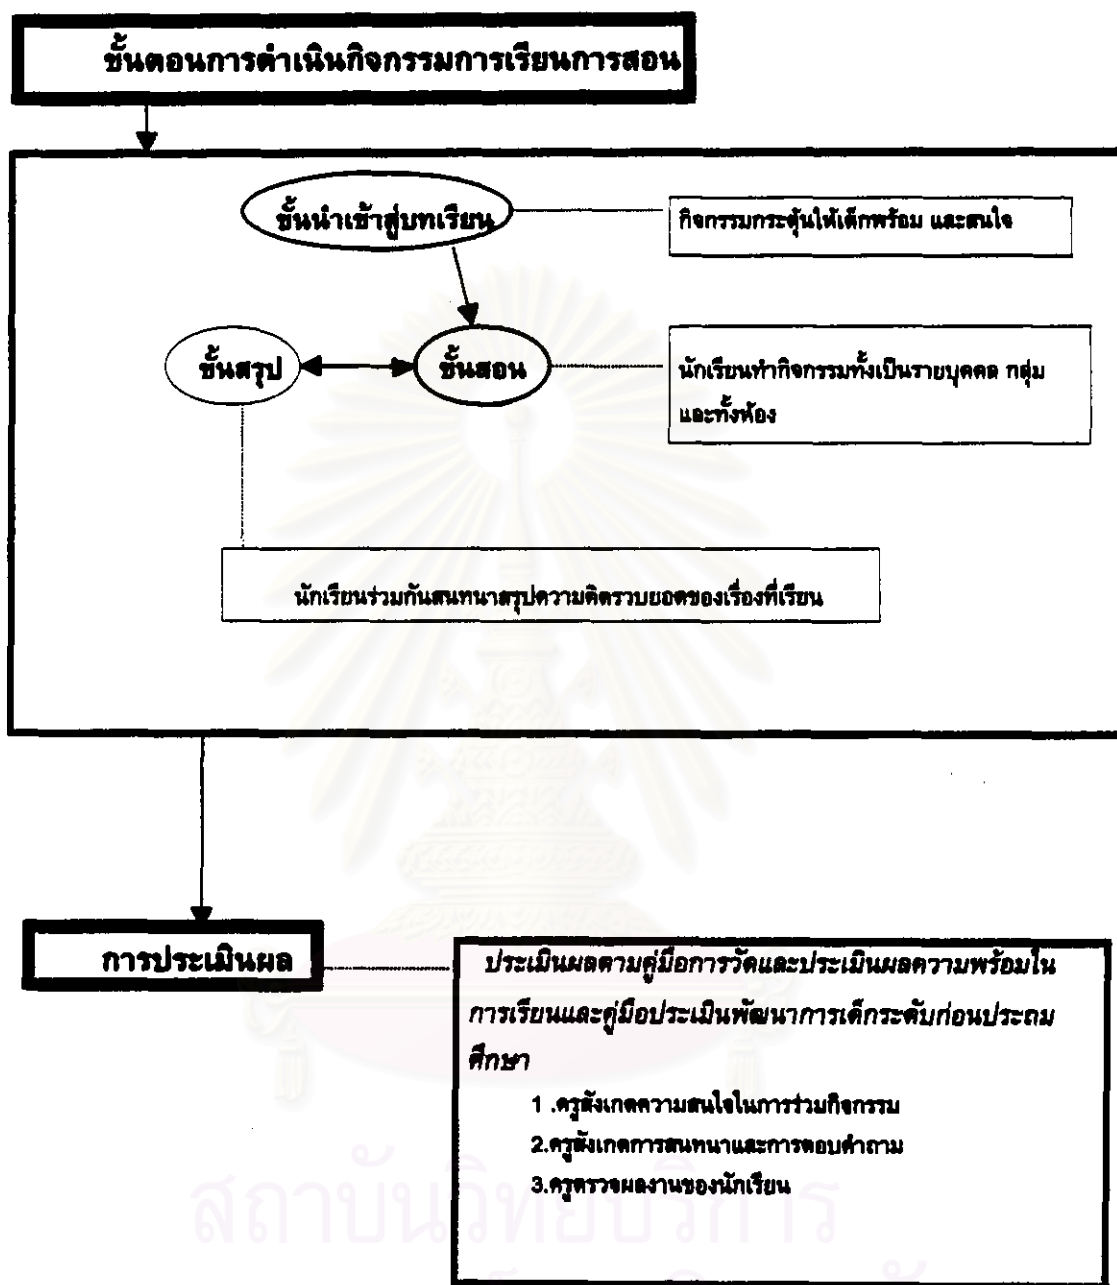 ขั้นตอนการดำเนินกิจกรรมการเรียนการสอน
ขั้นนำเข้าสู่บทเรียน
กิจกรรมกระตุ้นให้เด็กพร้อม และสนใจ
ขั้นสรุป
ขั้นสอน
นักเรียนทำกิจกรรมทั้งเป็นรายบุคคล กลุ่ม
และทั้งห้อง
นักเรียนร่วมกันสนทนาสรุปความคิดรวบยอดของเรื่องที่เรียน
การประเมินผล
ประเมินผลตามคู่มือการวัดและประเมินผลความพร้อมใน
การเรียนและคู่มือประเมินพัฒนาการเด็กระดับก่อนประถม
ศึกษา
1 .ครูสังเกตความสนใจในการร่วมกิจกรรม
2.ครูสังเกตการสนทนาและการตอบคำถาม
3.ครูตรวจผลงานของนักเรียน
สถาบันวิทยบริการ